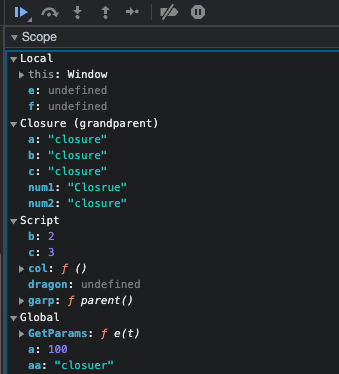 Scope
Local
this: Window
e: undefined
f: undefined
Closure (grandparent)
a: "closure"
b: "closure"
c: "closure"
num1: "Closrue"
num2: "closure"
Script
b: 2
c: 3
col: ƒ ()
dragon: undefined
garp: ƒ parent()
Global
GetParams: ƒ e(t)
a: 100
aa: "closuer"